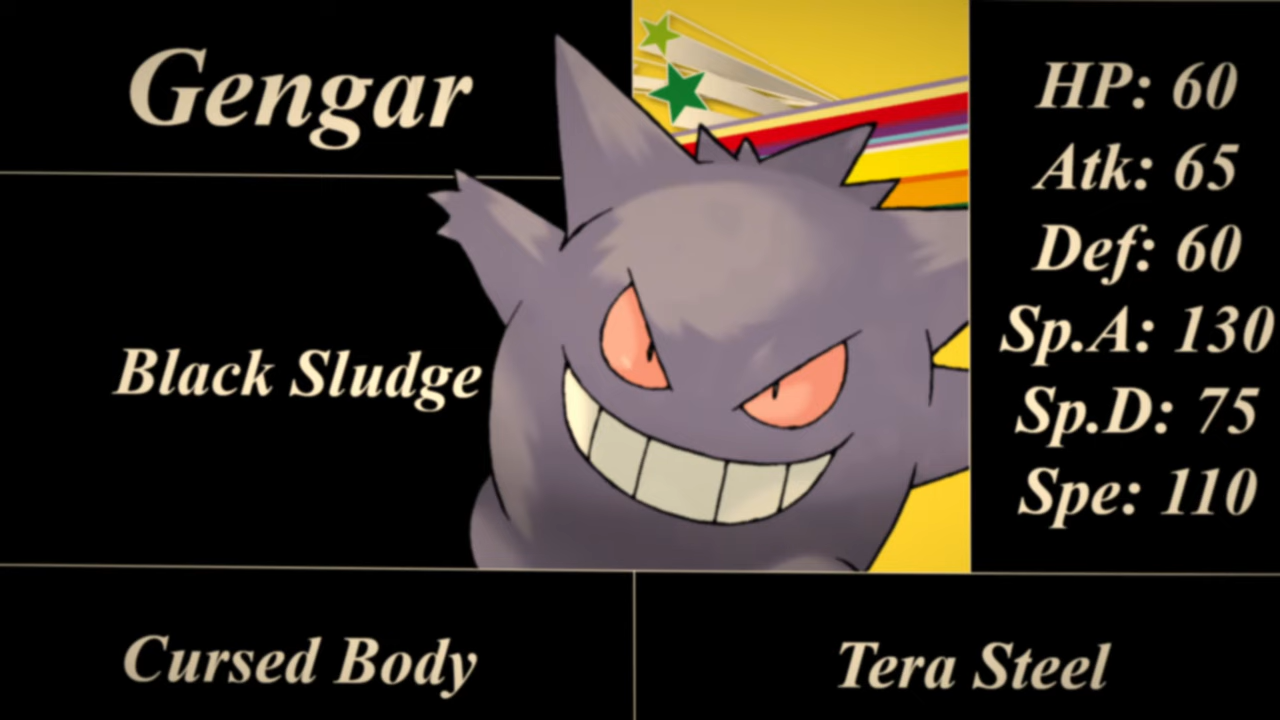 Gengar
Black Sludge
HP: 60
Atk: 65
Def: 60
Sp.A: 130
Sp.D: 75
Spe: 110
Cursed Body
Tera Steel